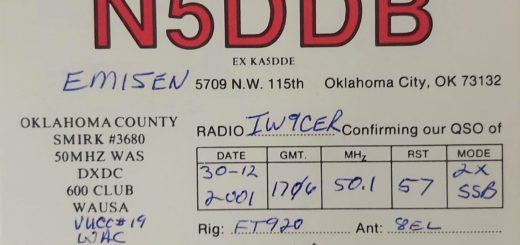 N5DDB
EX KA5DDE
EM15EN 5709 N.W. 115th Oklahoma City, OK 73132
OKLAHOMA COUNTY
SMIRK #3680
50MHZ WAS
DXDC
600 CLUB
WAUSA
VUCC#19
WAC
RADIO IW9CER Confirming our QSO of
DATE GMT. MHz RST MODE
30-12 2001 1706 50.1 57 2X SSB
Rig: FT920 Ant: 8EL